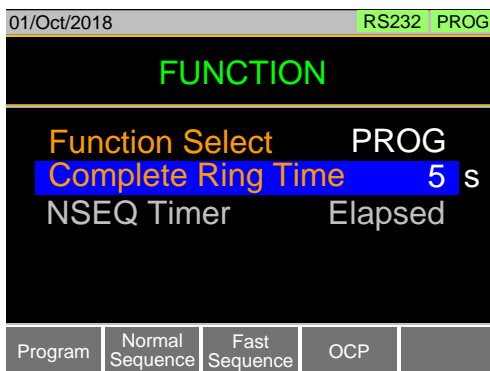 01/Oct/2018 RS232 PROG
FUNCTION
Function Select PROG
Complete Ring Time 5 s
NSEQ Timer Elapsed
Program Normal Sequence Fast Sequence OCP